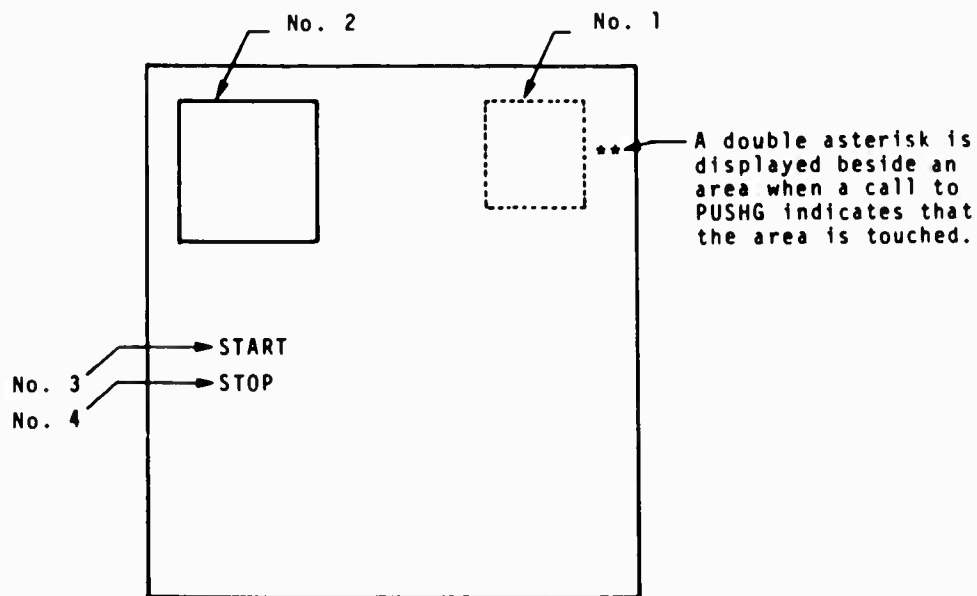 No. 2
No. 1
**
A double asterisk is
displayed beside an
area when a call to
PUSHG indicates that
the area is touched.
START
No. 3
STOP
No. 4